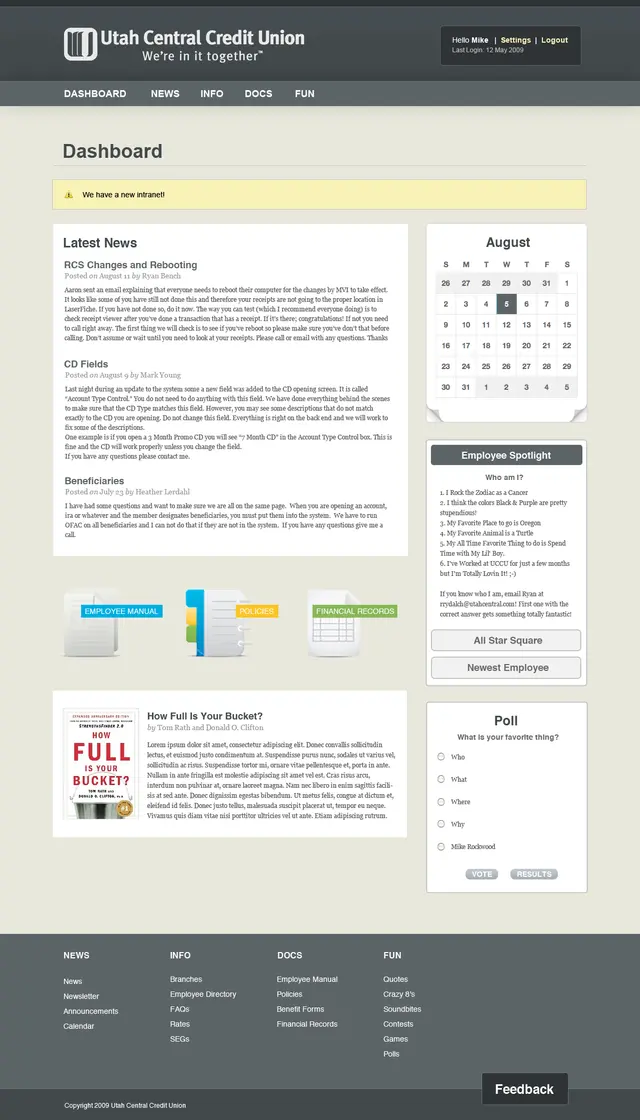 Utah Central Credit Union
We're in it together™
Hello Mike | Settings | Logout
Last Login: 12 May 2009
DASHBOARD NEWS INFO DOCS FUN
Dashboard
We have a new intranet!
Latest News
RCS Changes and Rebooting
Posted on August 11 by Ryan Bench
Aaron sent an email explaining that everyone needs to reboot their computer for the changes by MVI to take effect.
It looks like some of you have still not done this and therefore your receipts are not going to the proper location in
LaserFiche. If you have not done so, do it now. The way you can test (which I recommend everyone doing) is to
check receipt viewer after you've done a transaction that has a receipt. If it's there; congratulations! If not you need
to call right away. The first thing we will check is to see if you've reboot so please make sure you've don't that before
calling. Don't assume or wait until you need to look at your receipts. Please call or email with any questions. Thanks
CD Fields
Posted on August 9 by Mark Young
Last night during an update to the system some a new field was added to the CD opening screen. It is called
"Account Type Control." You do not need to do anything with this field. We have done everything behind the scenes
to make sure that the CD Type matches this field. However, you may see some descriptions that do not match
exactly to the CD you are opening. Do not change this field. Everything is right on the back end and we will work to
fix some of the descriptions.
One example is if you open a 3 Month Promo CD you will see "7 Month CD" in the Account Type Control box. This is
fine and the CD will work properly unless you change the field.
If you have any questions please contact me.
Beneficiaries
Posted on July 23 by Heather Lerdahl
I have had some questions and want to make sure we are all on the same page. When you are opening an account,
ira or whatever and the member designates beneficiaries, you must put them into the system. We have to run
OFAC on all beneficiaries and I can not do that if they are not in the system. If you have any questions give me a
call.
EMPLOYEE MANUAL
POLICIES
FINANCIAL RECORDS
STRENGTHSFINDER 2.0
HOW
FULL
IS YOUR
BUCKET?
TOM RATH and
DONALD O. CLIFTON, PH.D.
#1
How Full Is Your Bucket?
by Tom Rath and Donald O. Clifton
Lorem ipsum dolor sit amet, consectetur adipiscing elit. Donec convallis sollicitudin
lectus, et euismod justo condimentum at. Suspendisse purus nunc, sodales ut varius vel,
sollicitudin ac risus. Suspendisse tortor mi, ornare vitae pellentesque et, porta in ante.
Nullam in ante fringilla est molestie adipiscing sit amet vel est. Cras risus arcu,
interdum non pulvinar at, ornare laoreet magna. Nam nec libero in enim sagittis facili-
sis at sed ante. Donec dignissim egestas bibendum. Ut metus felis, congue at dictum et,
eleifend id felis. Donec justo tellus, malesuada suscipit placerat ut, tempor eu neque.
Vivamus quis diam vitae nisi porttitor ultricies vel ut ante. Etiam adipiscing rutrum.
August
S M T W T F S
26 27 28 29 30 31 1
2 3 4 5 6 7 8
9 10 11 12 13 14 15
16 17 18 19 20 21 22
23 24 25 26 27 28 29
30 31 1 2 3 4 5
Employee Spotlight
Who am I?
1. I Rock the Zodiac as a Cancer
2. I think the colors Black & Purple are pretty
stupendious!
3. My Favorite Place to go is Oregon
4. My Favorite Animal is a Turtle
5. My All Time Favorite Thing to do is Spend
Time with My Lil' Boy.
6. I've Worked at UCCU for just a few months
but I'm Totally Lovin It! ;-)
If you know who I am, email Ryan at
rrydalch@utahcentral.com! First one with the
correct answer gets something totally fantastic!
All Star Square
Newest Employee
Poll
What is your favorite thing?
Who
What
Where
Why
Mike Rockwood
VOTE RESULTS
NEWS
News
Newsletter
Announcements
Calendar
INFO
Branches
Employee Directory
FAQs
Rates
SEGs
DOCS
Employee Manual
Policies
Benefit Forms
Financial Records
FUN
Quotes
Crazy 8's
Soundbites
Contests
Games
Polls
Feedback
Copyright 2009 Utah Central Credit Union